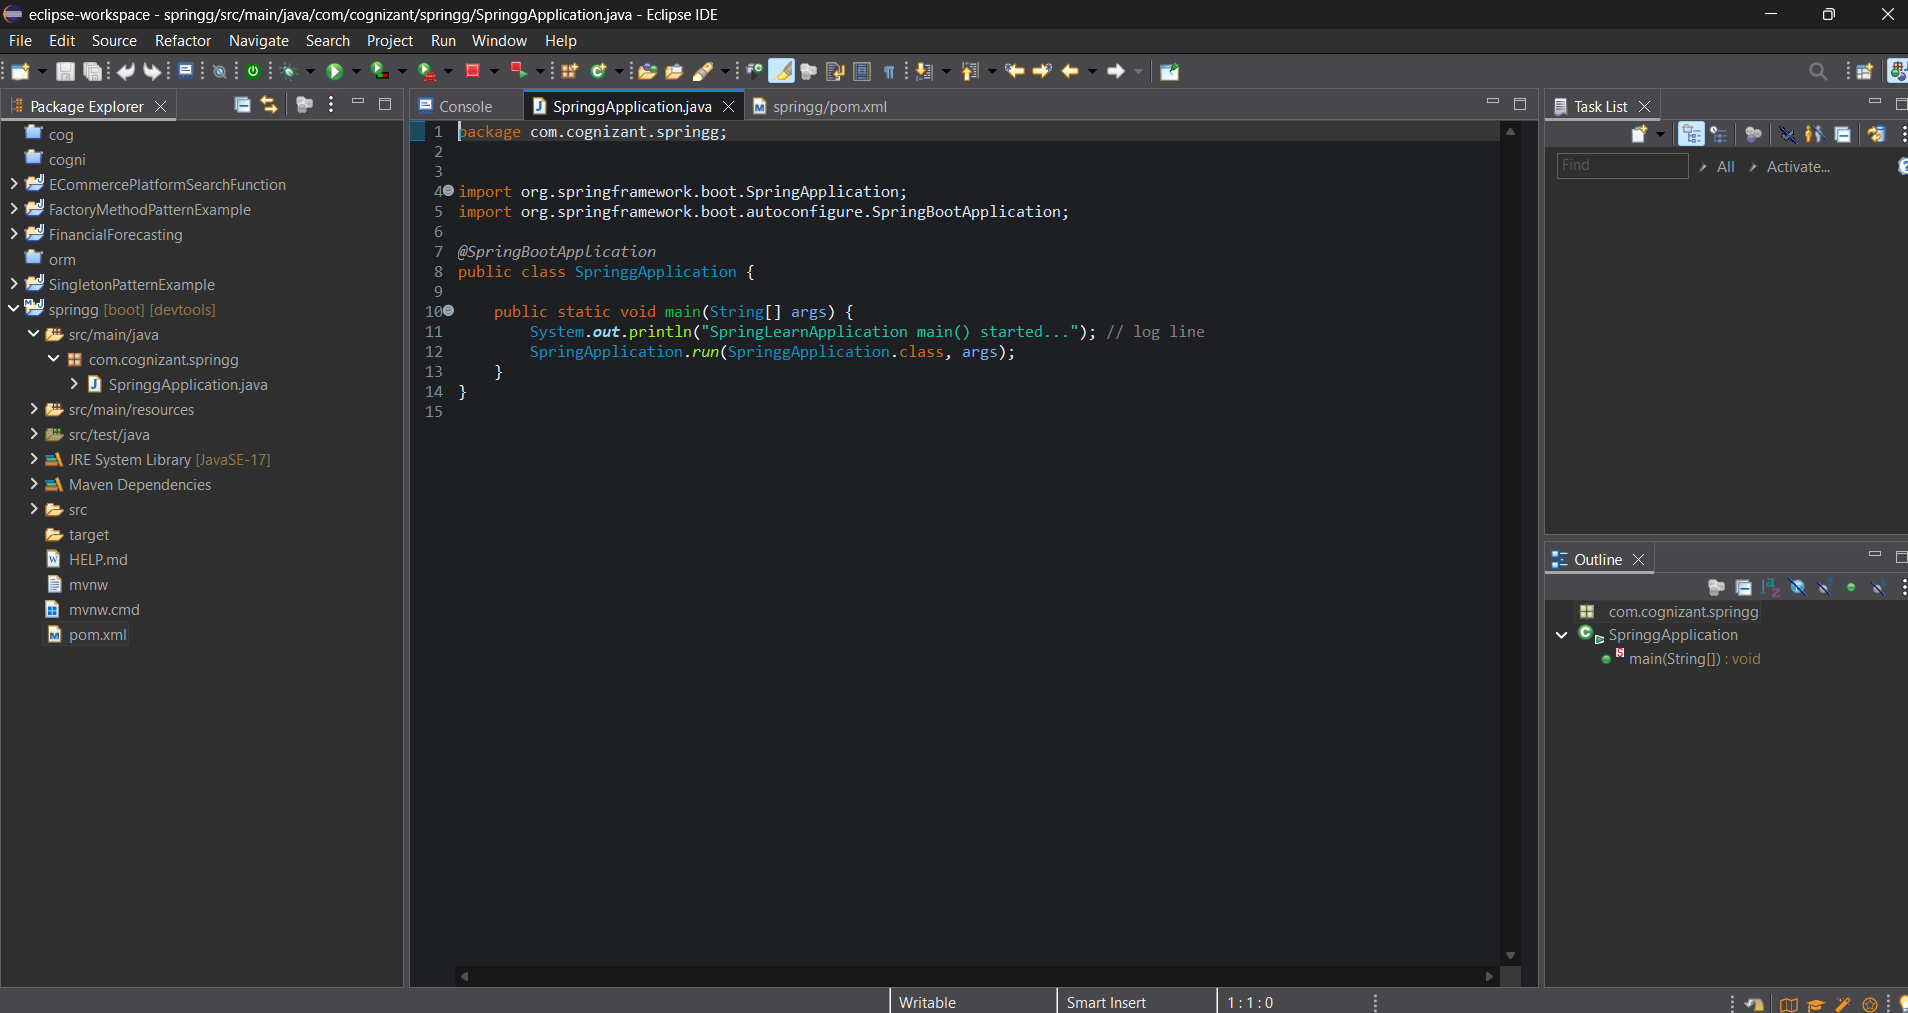 eclipse-workspace - springg/src/main/java/com/cognizant/springg/SpringgApplication.java - Eclipse IDE
File Edit Source Refactor Navigate Search Project Run Window Help
Package Explorer
cog
cogni
ECommercePlatformSearchFunction
FactoryMethodPatternExample
FinancialForecasting
orm
SingletonPatternExample
springg [boot] [devtools]
src/main/java
com.cognizant.springg
SpringgApplication.java
src/main/resources
src/test/java
JRE System Library [JavaSE-17]
Maven Dependencies
src
target
HELP.md
mvnw
mvnw.cmd
pom.xml
Console SpringgApplication.java springg/pom.xml
1 package com.cognizant.springg;
2
3
4 import org.springframework.boot.SpringApplication;
5 import org.springframework.boot.autoconfigure.SpringBootApplication;
6
7 @SpringBootApplication
8 public class SpringgApplication {
9
10 public static void main(String[] args) {
11 System.out.println("SpringLearnApplication main() started..."); // log line
12 SpringApplication.run(SpringgApplication.class, args);
13 }
14 }
15
Task List
Find All Activate...
Outline
com.cognizant.springg
SpringgApplication
main(String[]) : void
Writable Smart Insert 1 : 1 : 0